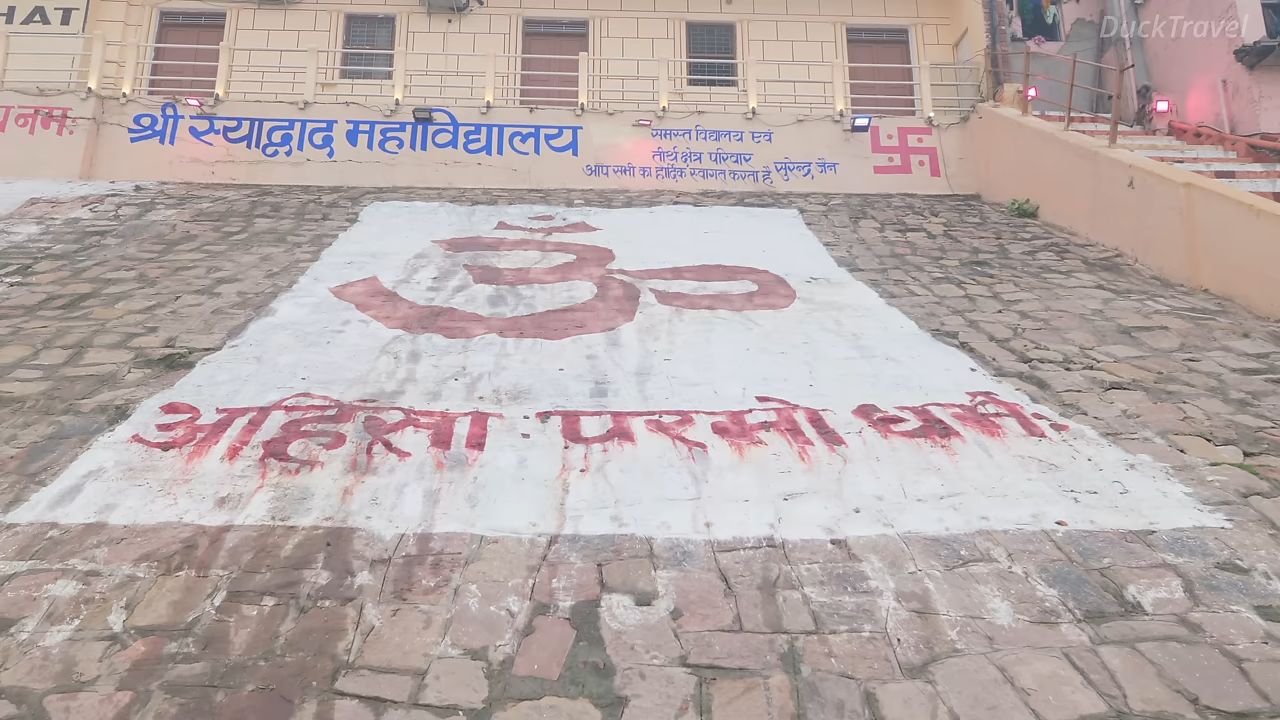 HAT
DuckTravel
नमः
श्री स्याद्वाद महाविद्यालय
समस्त विद्यालय एवं
तीर्थ क्षेत्र परिवार
आप सभी का हार्दिक स्वागत करता है सुरेन्द्र जैन
ॐ
अहिंसा परमो धर्मः